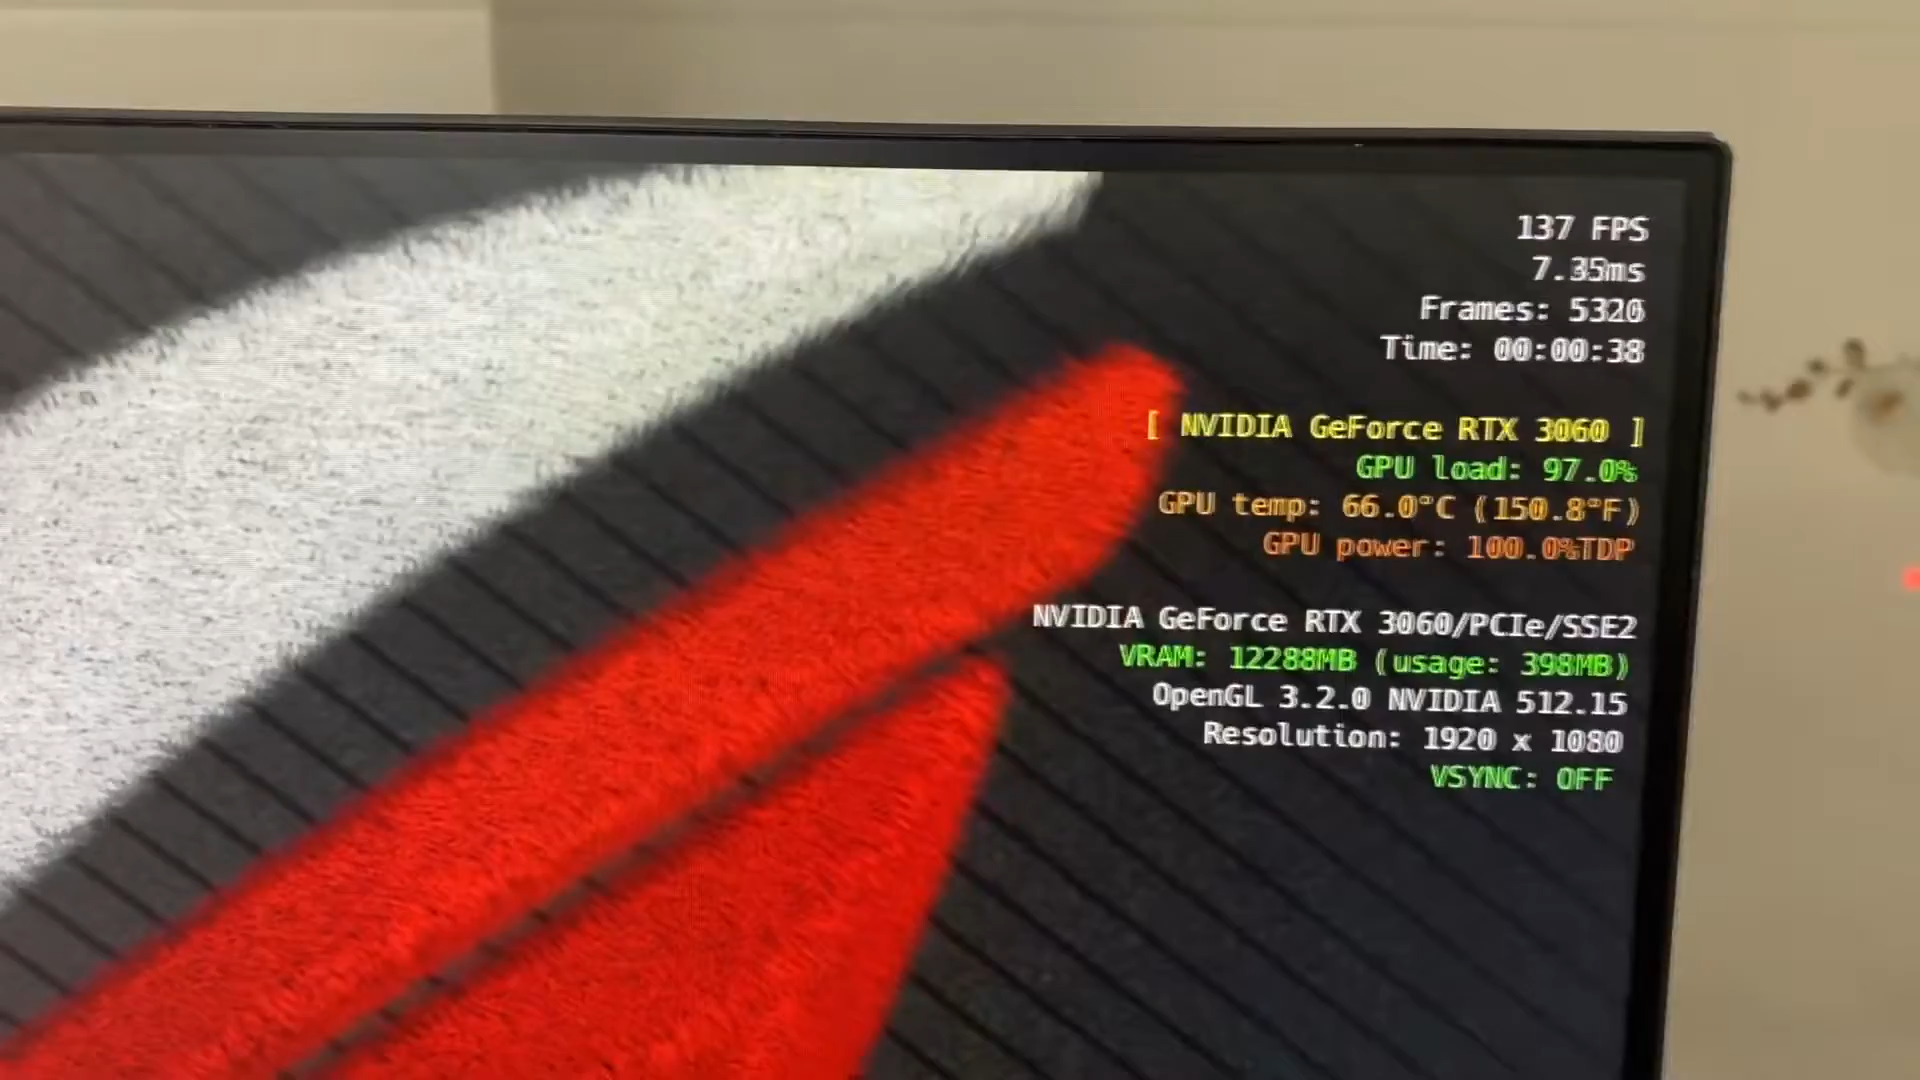 137 FPS
7.35ms
Frames: 5320
Time: 00:00:38
[ NVIDIA GeForce RTX 3060 ]
GPU load: 97.0%
GPU temp: 66.0°C (150.8°F)
GPU power: 100.0%TDP
NVIDIA GeForce RTX 3060/PCIe/SSE2
VRAM: 12288MB (usage: 398MB)
OpenGL 3.2.0 NVIDIA 512.15
Resolution: 1920 x 1080
VSYNC: OFF